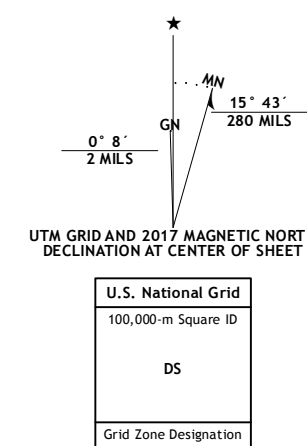 MN
GN
15° 43´
280 MILS
0° 8´
2 MILS
UTM GRID AND 2017 MAGNETIC NORT
DECLINATION AT CENTER OF SHEET
U.S. National Grid
100,000-m Square ID
DS
Grid Zone Designation